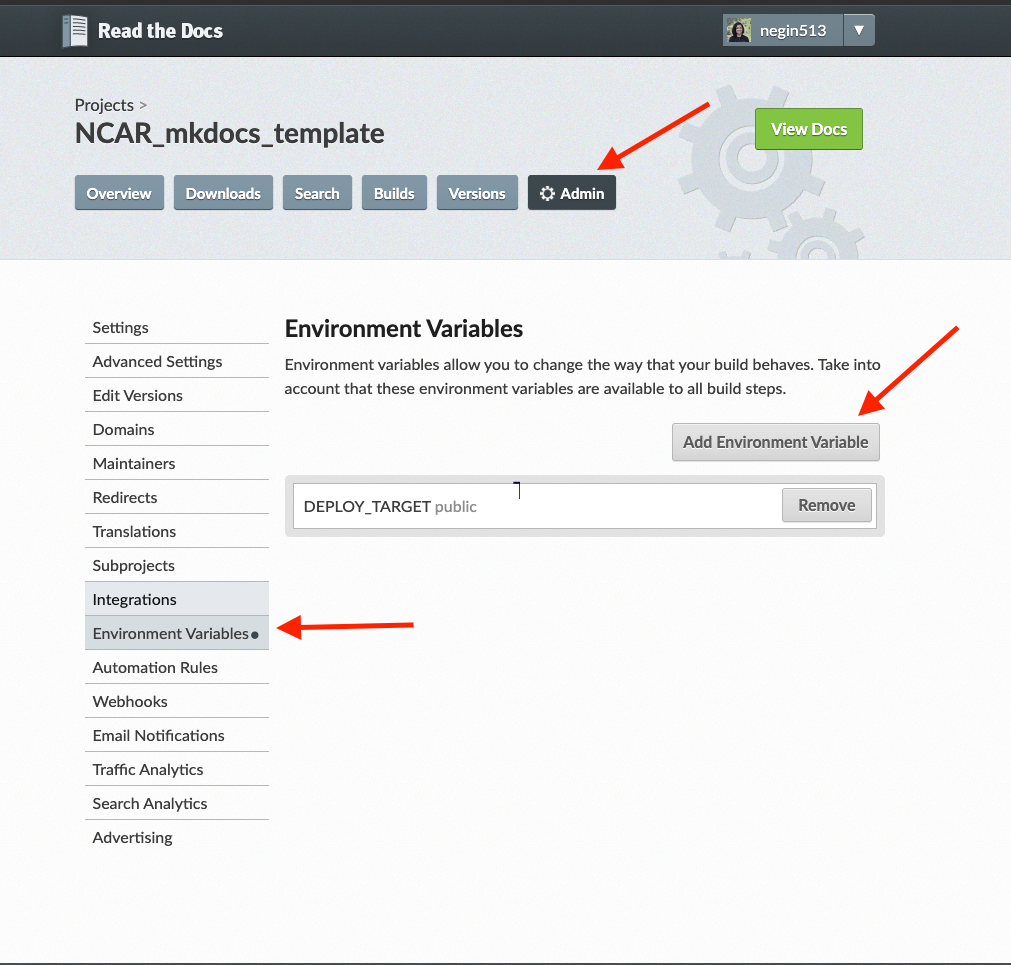 Read the Docs
negin513
Projects >
NCAR_mkdocs_template
View Docs
Overview
Downloads
Search
Builds
Versions
Admin
Settings
Advanced Settings
Edit Versions
Domains
Maintainers
Redirects
Translations
Subprojects
Integrations
Environment Variables
Automation Rules
Webhooks
Email Notifications
Traffic Analytics
Search Analytics
Advertising
Environment Variables
Environment variables allow you to change the way that your build behaves. Take into
account that these environment variables are available to all build steps.
Add Environment Variable
DEPLOY_TARGET public
Remove